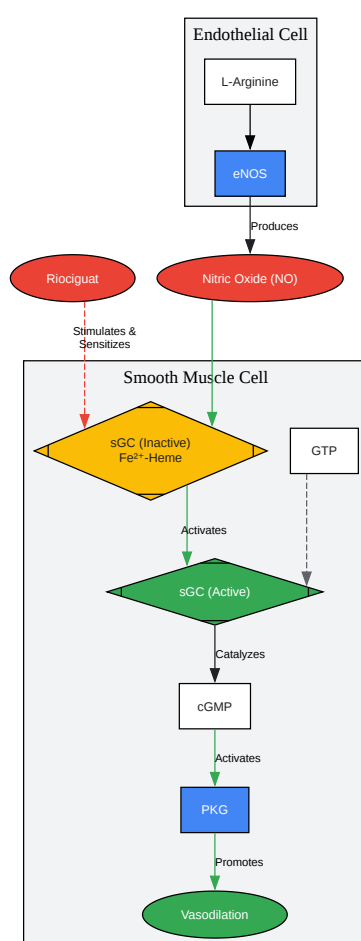 Endothelial Cell
L-Arginine
eNOS
Produces
Riociguat
Nitric Oxide (NO)
Stimulates &
Sensitizes
Smooth Muscle Cell
sGC (Inactive)
Fe²⁺-Heme
GTP
Activates
sGC (Active)
Catalyzes
cGMP
Activates
PKG
Promotes
Vasodilation